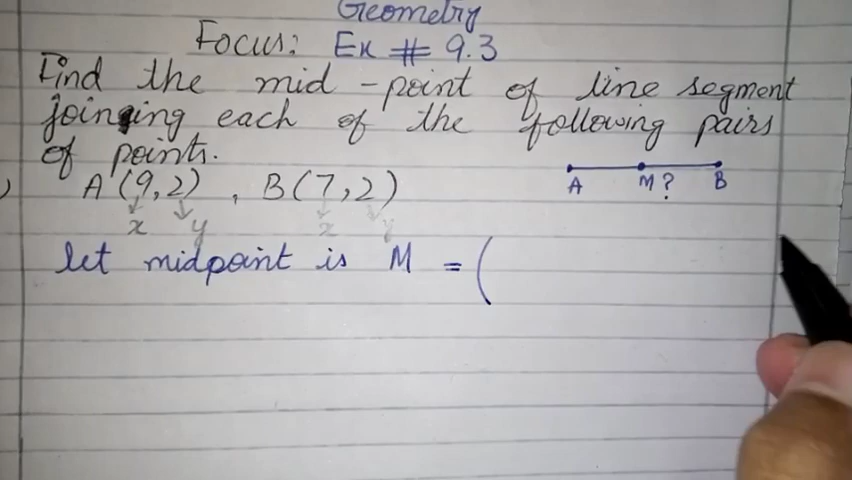 Geometry
Focus: Ex # 9.3
Find the mid-point of line segment
joining each of the following pairs
of points.
) A (9,2) , B(7,2)
A M? B
x y x y
let midpoint is M = (